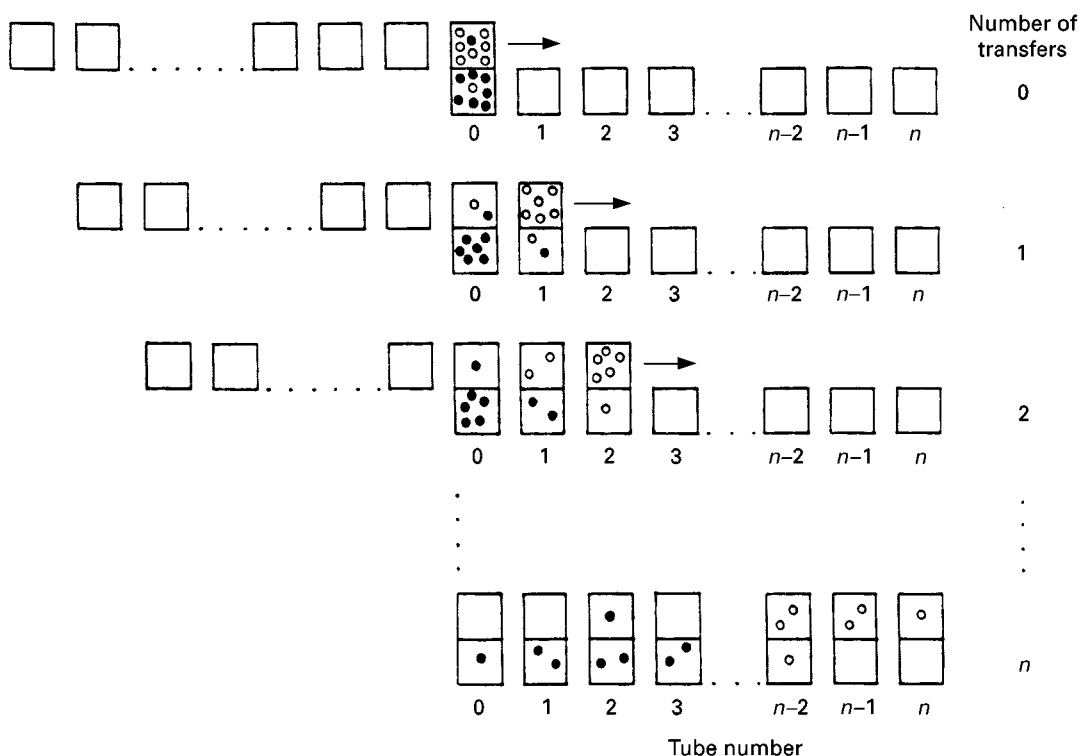 Number of
transfers
0
0 1 2 3 n–2 n–1 n
1
0 1 2 3 n–2 n–1 n
2
0 1 2 3 n–2 n–1 n
n
0 1 2 3 n–2 n–1 n
Tube number